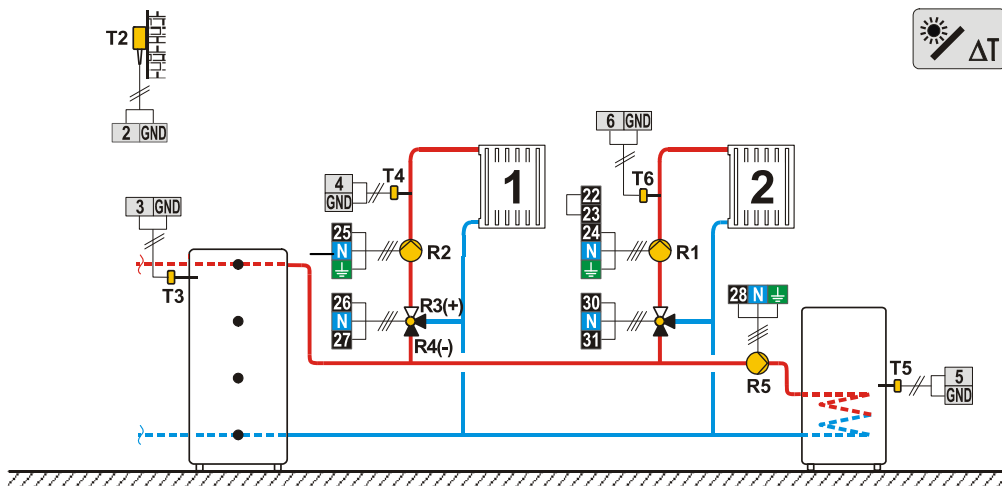 T2
ΔT
2 GND
6 GND
T4
4
GND
T6
1
2
3 GND
22
23
25
N
24
N
R2
R1
T3
28 N
26
N
27
R3(+)
R4(-)
30
N
31
R5
T5
5
GND